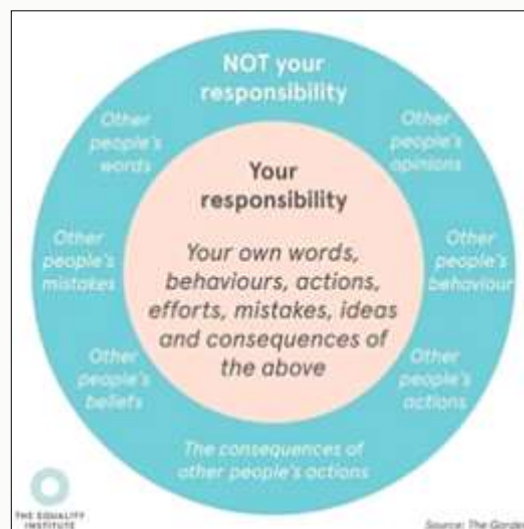 NOT your
responsibility
Other
people's
words
Other
people's
opinions
Your
responsibility
Your own words,
behaviours, actions,
efforts, mistakes, ideas
and consequences of
the above
Other
people's
mistakes
Other
people's
behaviour
Other
people's
beliefs
Other
people's
actions
The consequences of
other people's actions
THE EQUALITY
INSTITUTE
Source: The